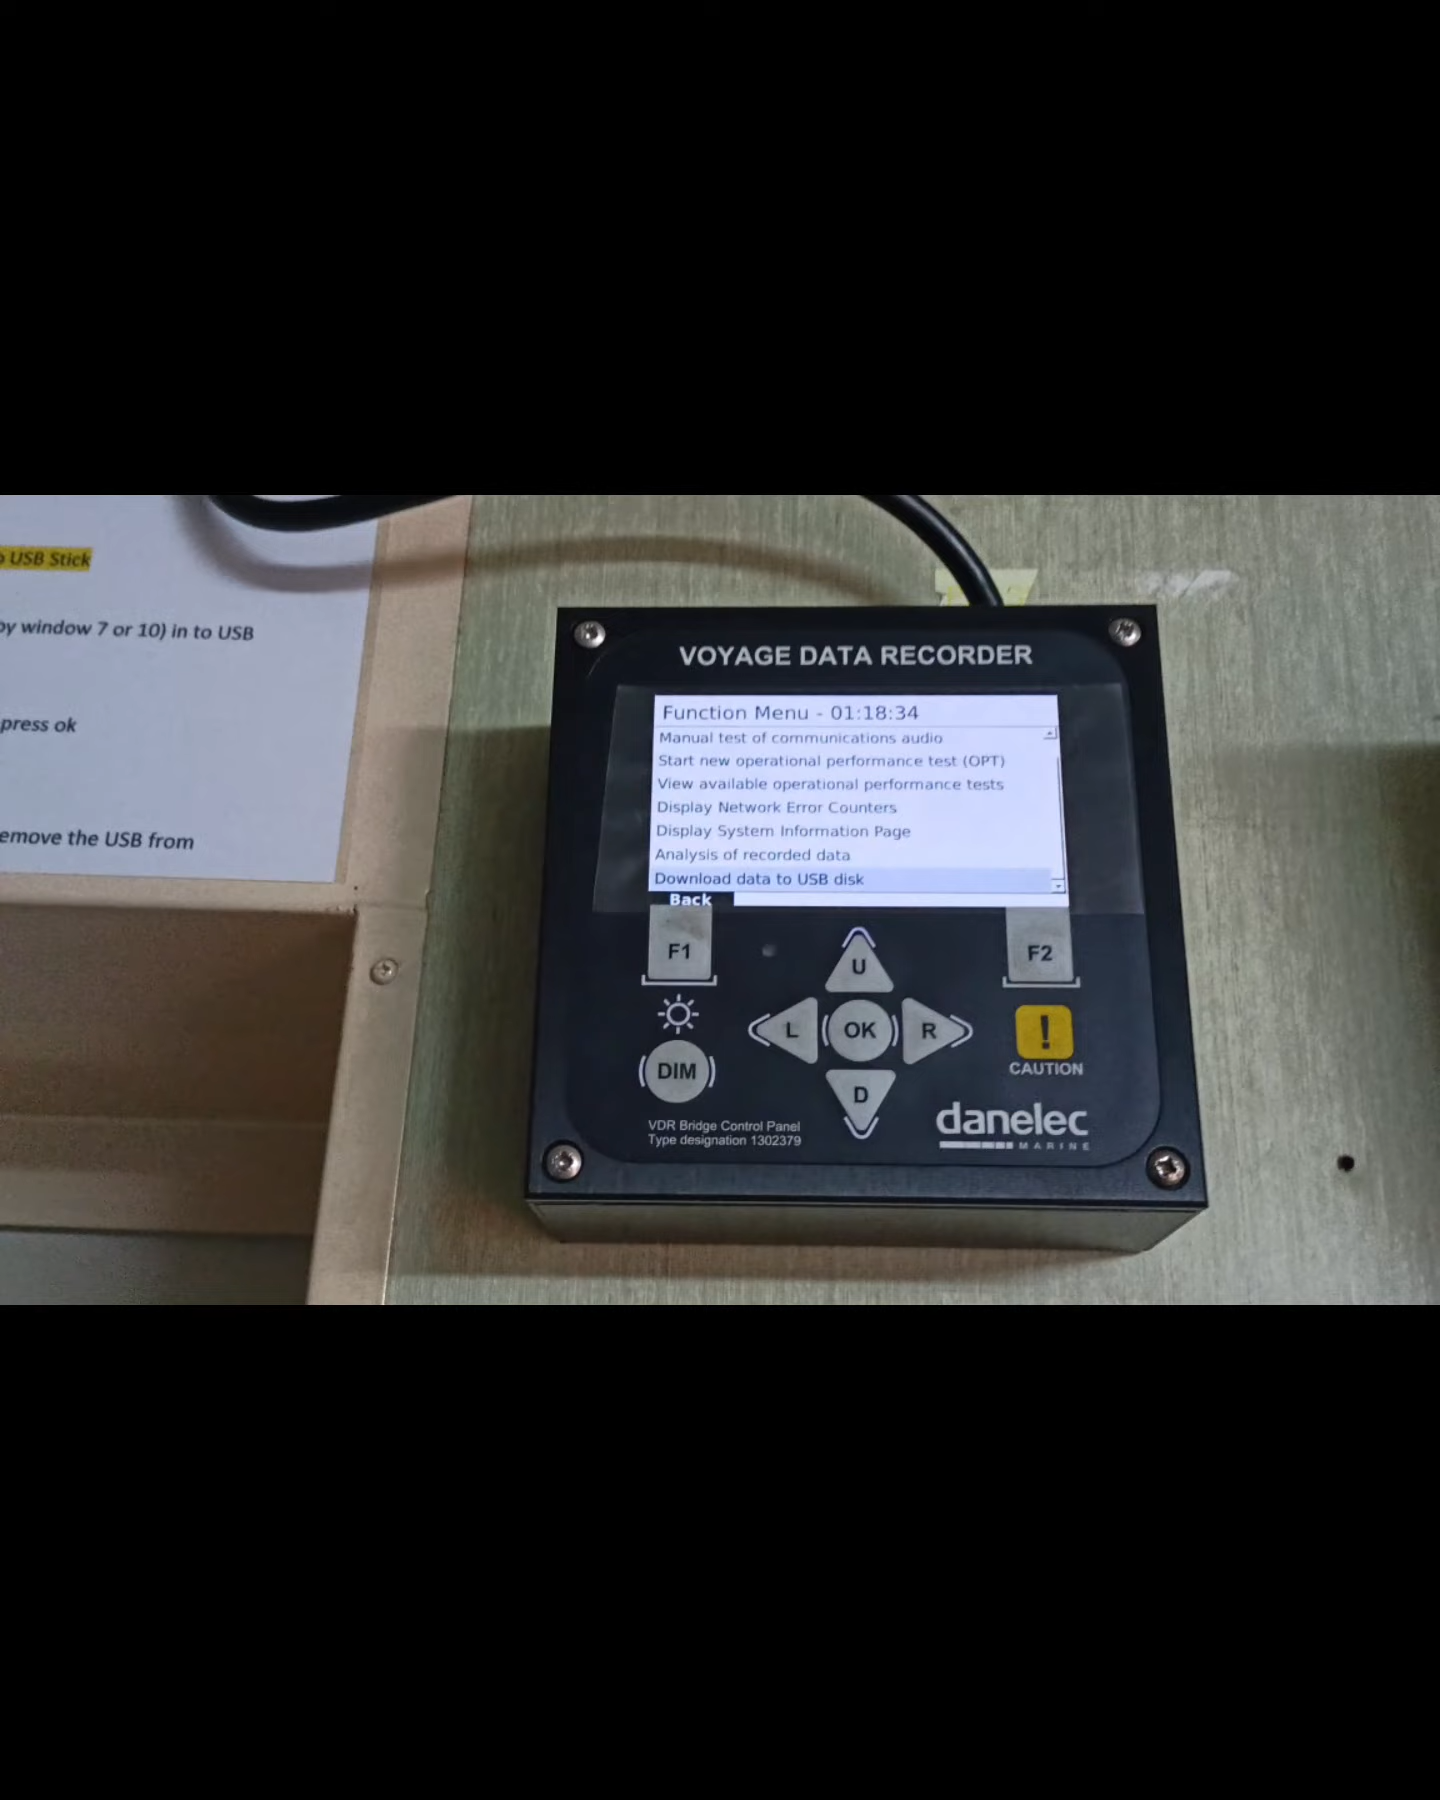 USB Stick
by window 7 or 10) in to USB
press ok
emove the USB from
VOYAGE DATA RECORDER
Function Menu - 01:18:34
Manual test of communications audio
Start new operational performance test (OPT)
View available operational performance tests
Display Network Error Counters
Display System Information Page
Analysis of recorded data
Download data to USB disk
Back
F1
F2
U
L
OK
R
D
DIM
!
CAUTION
VDR Bridge Control Panel
Type designation 1302379
danelec
MARINE